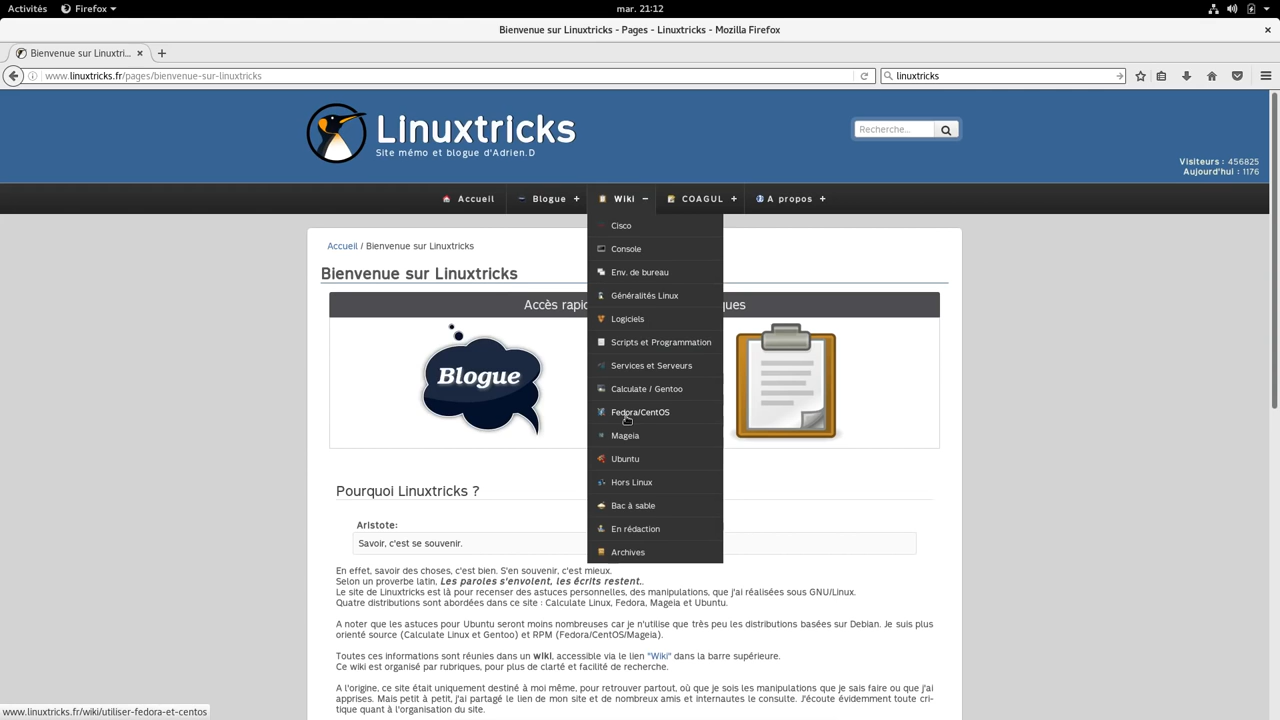 Activités Firefox mar. 21:12
Bienvenue sur Linuxtricks - Pages - Linuxtricks - Mozilla Firefox
Bienvenue sur Linuxtri...
www.linuxtricks.fr/pages/bienvenue-sur-linuxtricks linuxtricks
Linuxtricks
Site mémo et blogue d'Adrien.D
Recherche...
Visiteurs : 456825
Aujourd'hui : 1176
Accueil Blogue + Wiki − COAGUL + A propos +
Cisco
Console
Env. de bureau
Généralités Linux
Logiciels
Scripts et Programmation
Services et Serveurs
Calculate / Gentoo
Fedora/CentOS
Mageia
Ubuntu
Hors Linux
Bac à sable
En rédaction
Archives
Accueil / Bienvenue sur Linuxtricks
Bienvenue sur Linuxtricks
Accès rapi ques
Blogue
Pourquoi Linuxtricks ?
Aristote:
Savoir, c'est se souvenir.
En effet, savoir des choses, c'est bien. S'en souvenir, c'est mieux.
Selon un proverbe latin, Les paroles s'envolent, les écrits restent..
Le site de Linuxtricks est là pour recenser des astuces personnelles, des manipulations, que j'ai réalisées sous GNU/Linux.
Quatre distributions sont abordées dans ce site : Calculate Linux, Fedora, Mageia et Ubuntu.
A noter que les astuces pour Ubuntu seront moins nombreuses car je n'utilise que très peu les distributions basées sur Debian. Je suis plus
orienté source (Calculate Linux et Gentoo) et RPM (Fedora/CentOS/Mageia).
Toutes ces informations sont réunies dans un wiki, accessible via le lien "Wiki" dans la barre supérieure.
Ce wiki est organisé par rubriques, pour plus de clarté et facilité de recherche.
A l'origine, ce site était uniquement destiné à moi même, pour retrouver partout, où que je sois les manipulations que je sais faire ou que j'ai
apprises. Mais petit à petit, j'ai partagé le lien de mon site et de nombreux amis et internautes le consulte. J'écoute évidemment toute cri-
tique quant à l'organisation du site.
www.linuxtricks.fr/wiki/utiliser-fedora-et-centos